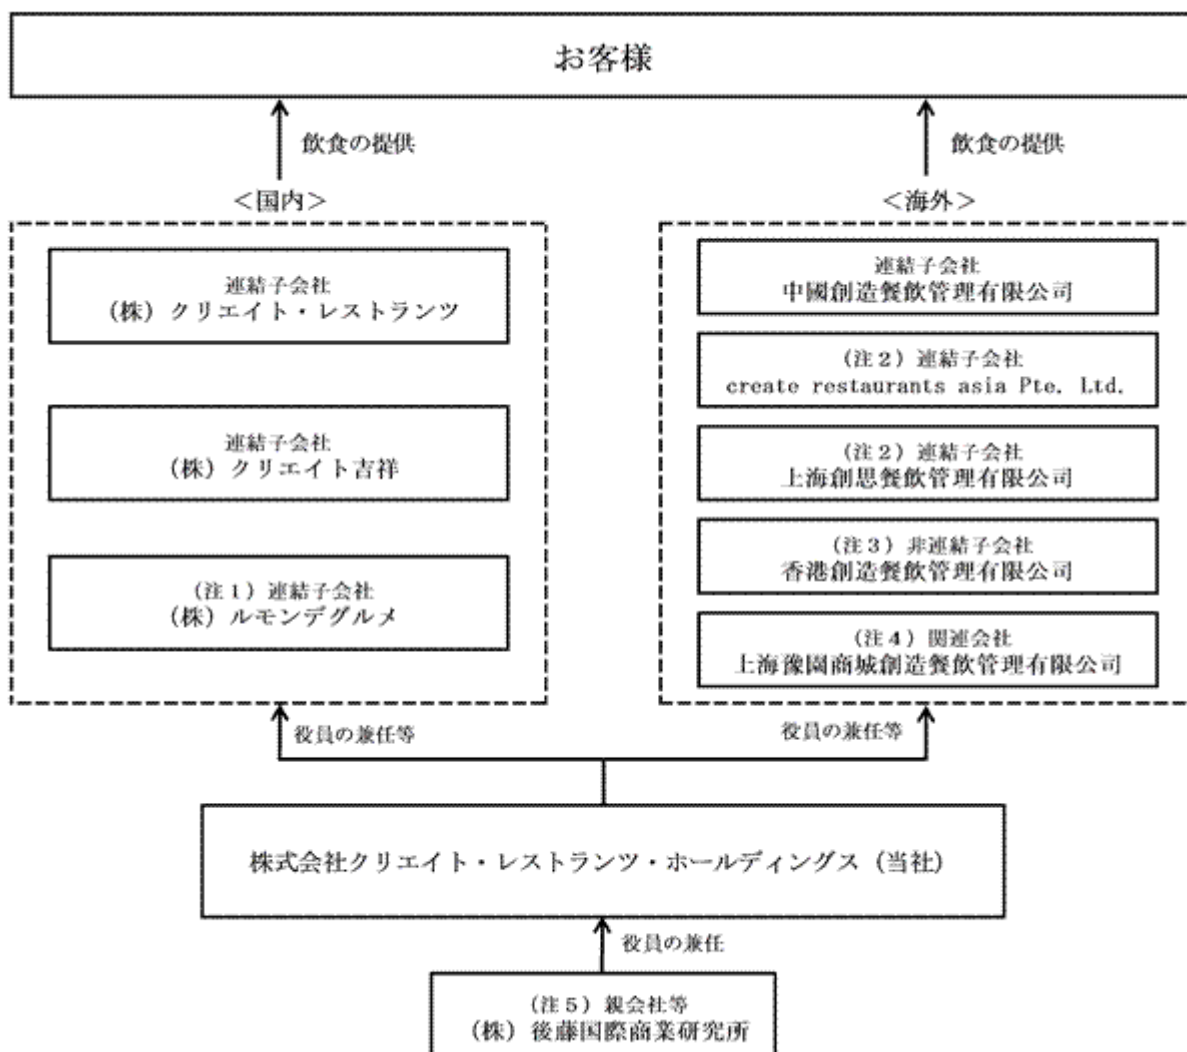 お客様
飲食の提供
飲食の提供
＜国内＞
連結子会社
（株）クリエイト・レストランツ
連結子会社
（株）クリエイト吉祥
（注１）連結子会社
（株）ルモンデグルメ
＜海外＞
連結子会社
中國創造餐飲管理有限公司
（注２）連結子会社
create restaurants asia Pte. Ltd.
（注２）連結子会社
上海創思餐飲管理有限公司
（注３）非連結子会社
香港創造餐飲管理有限公司
（注４）関連会社
上海豫園商城創造餐飲管理有限公司
役員の兼任等
役員の兼任等
株式会社クリエイト・レストランツ・ホールディングス（当社）
役員の兼任
（注５）親会社等
（株）後藤国際商業研究所